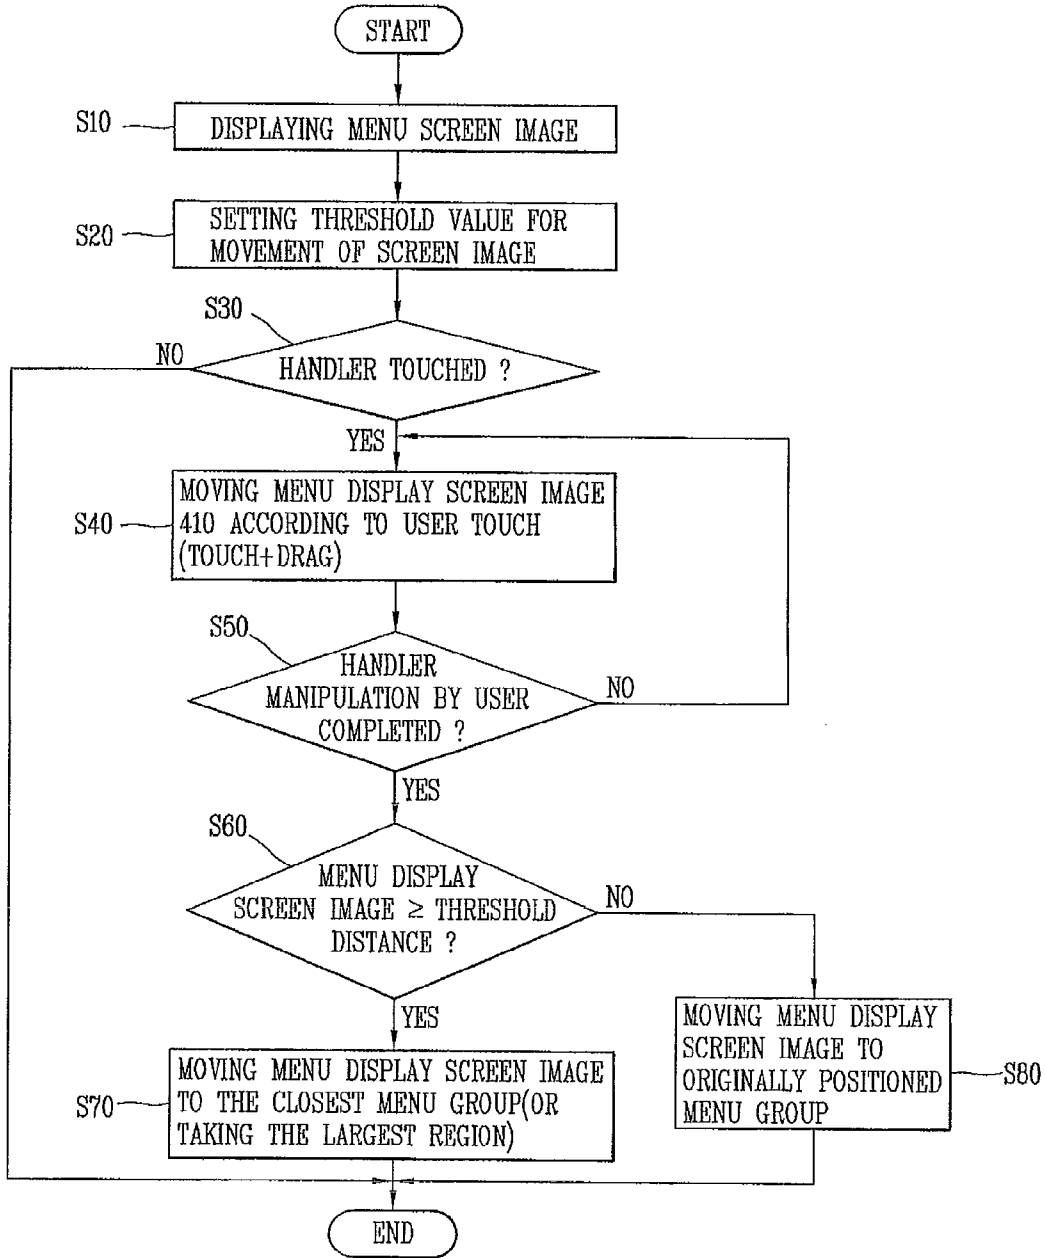 START
S10
DISPLAYING MENU SCREEN IMAGE
S20
SETTING THRESHOLD VALUE FOR
MOVEMENT OF SCREEN IMAGE
S30
NO
HANDLER TOUCHED ?
YES
S40
MOVING MENU DISPLAY SCREEN IMAGE
410 ACCORDING TO USER TOUCH
(TOUCH+DRAG)
S50
HANDLER
MANIPULATION BY USER
COMPLETED ?
NO
YES
S60
MENU DISPLAY
SCREEN IMAGE ≥ THRESHOLD
DISTANCE ?
NO
YES
S70
MOVING MENU DISPLAY SCREEN IMAGE
TO THE CLOSEST MENU GROUP(OR
TAKING THE LARGEST REGION)
MOVING MENU DISPLAY
SCREEN IMAGE TO
ORIGINALLY POSITIONED
MENU GROUP
S80
END